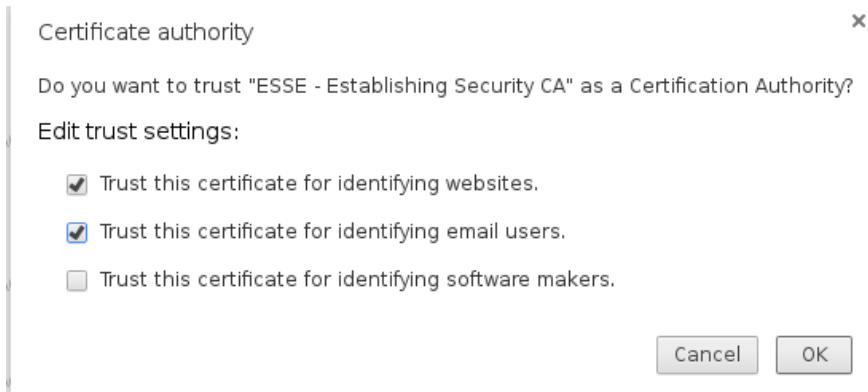 Certificate authority
Do you want to trust "ESSE - Establishing Security CA" as a Certification Authority?
Edit trust settings:
Trust this certificate for identifying websites.
Trust this certificate for identifying email users.
Trust this certificate for identifying software makers.
Cancel OK